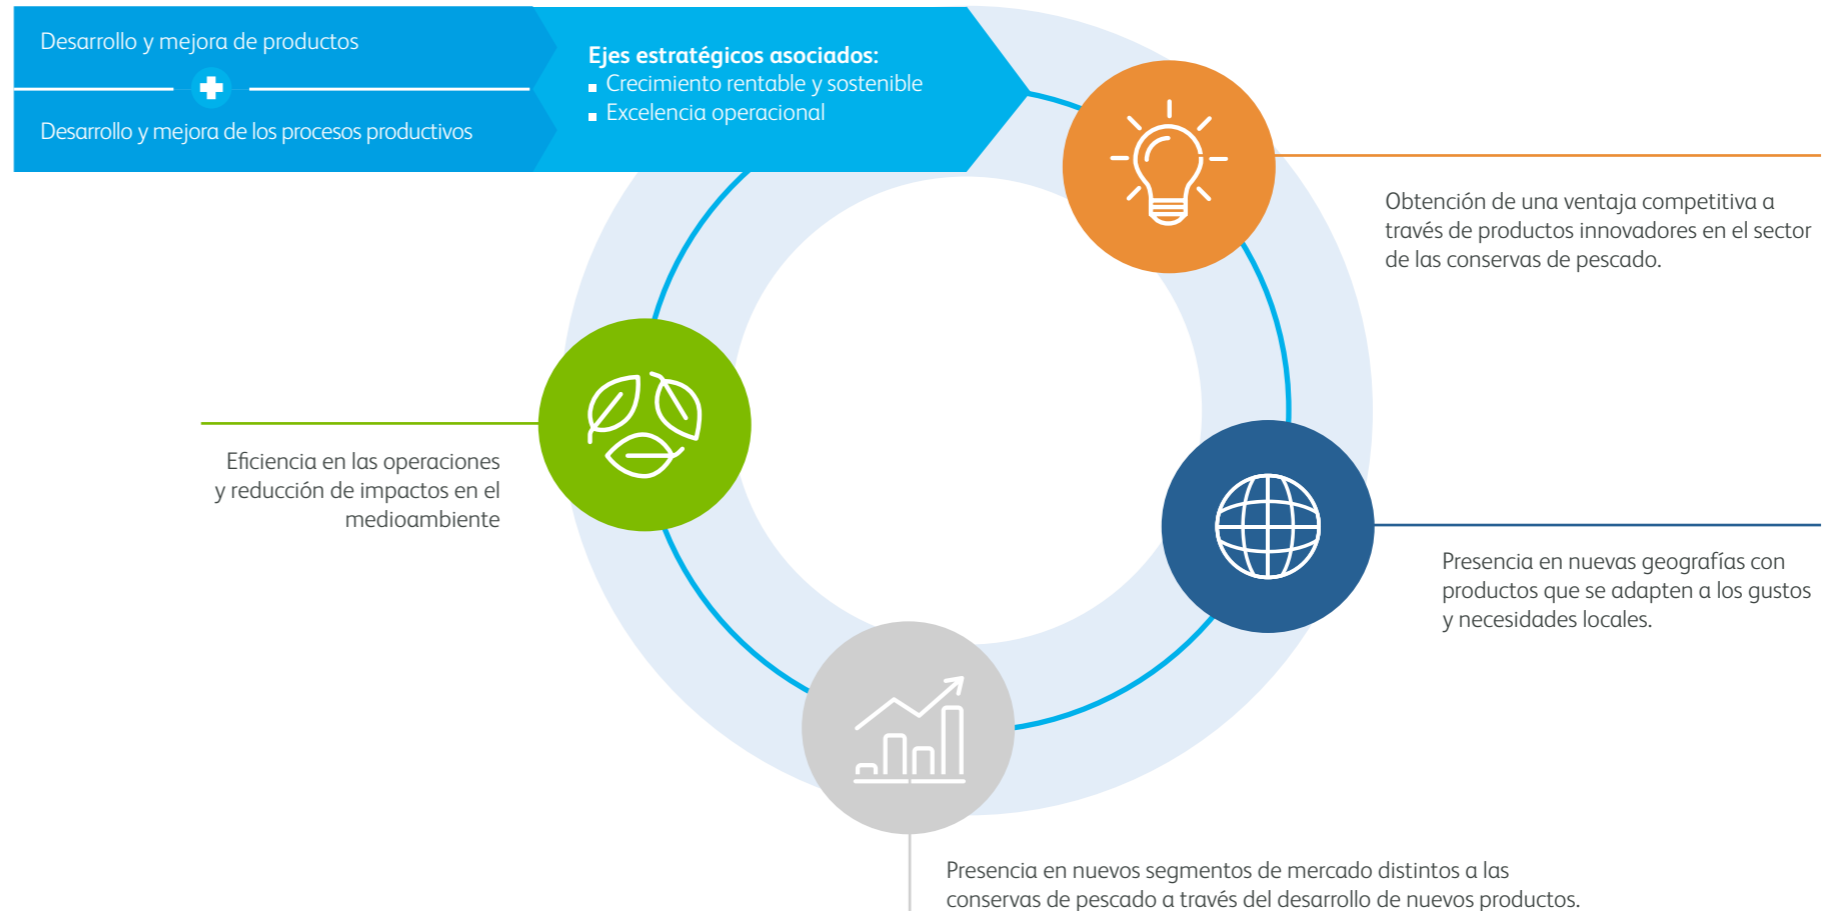 Desarrollo y mejora de productos
Desarrollo y mejora de los procesos productivos
Ejes estratégicos asociados:
▪ Crecimiento rentable y sostenible
▪ Excelencia operacional
Obtención de una ventaja competitiva a
través de productos innovadores en el sector
de las conservas de pescado.
Eficiencia en las operaciones
y reducción de impactos en el
medioambiente
Presencia en nuevas geografías con
productos que se adapten a los gustos
y necesidades locales.
Presencia en nuevos segmentos de mercado distintos a las
conservas de pescado a través del desarrollo de nuevos productos.